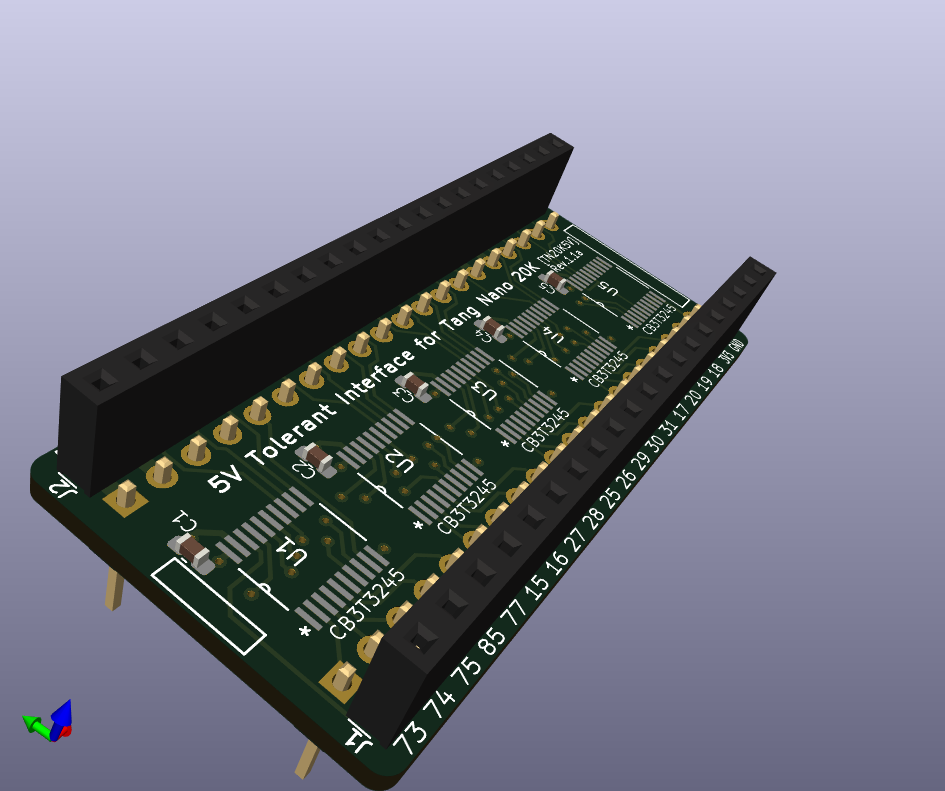 5V Tolerant Interface for Tang Nano 20K [TN20K5V]
Rev.1.1a
J2
C1
U1
* CB3T3245
C2
U2
* CB3T3245
C3
U3
* CB3T3245
C4
U4
* CB3T3245
C5
U5
* CB3T3245
J1
73 74 75 85 77 15 16 27 28 25 26 29 30 31 17 20 19 18 3V3 GND